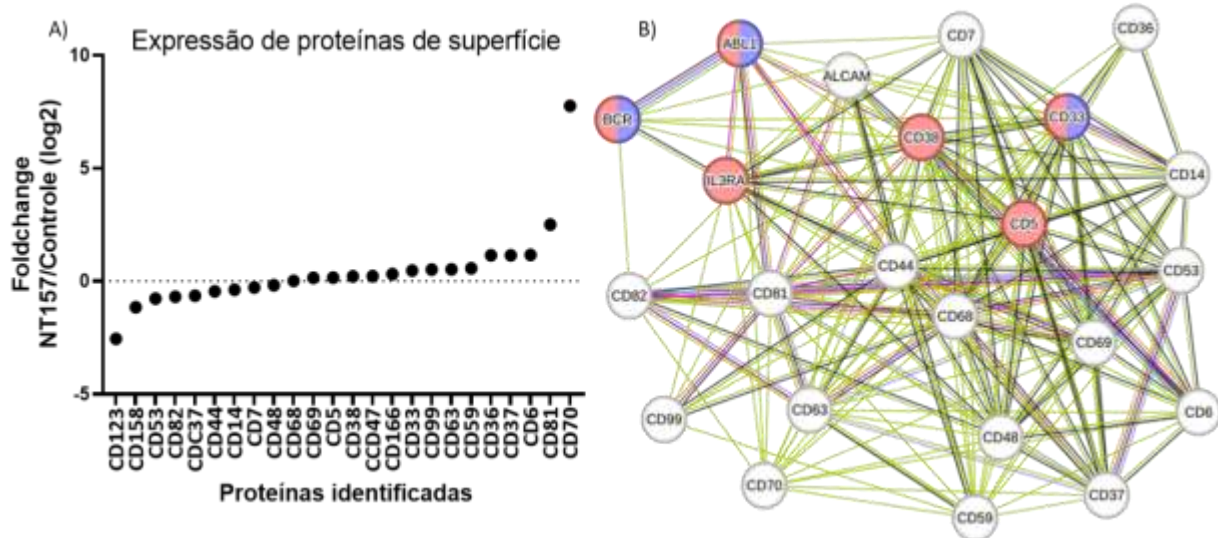 A)
Expressão de proteínas de superfície
Foldchange
NT157/Controle (log2)
10
5
0
-5
CD123
CD158
CD53
CD82
CDC37
CD44
CD14
CD7
CD48
CD68
CD69
CD5
CD38
CCD47
CD166
CD33
CD99
CD63
CD59
CD36
CD37
CD6
CD81
CD70
Proteínas identificadas
B)
ABL1
CD7
CD36
ALCAM
BCR
CD38
CD33
IL3RA
CD14
CD5
CD44
CD53
CD82
CD81
CD68
CD69
CD99
CD63
CD48
CD6
CD70
CD59
CD37